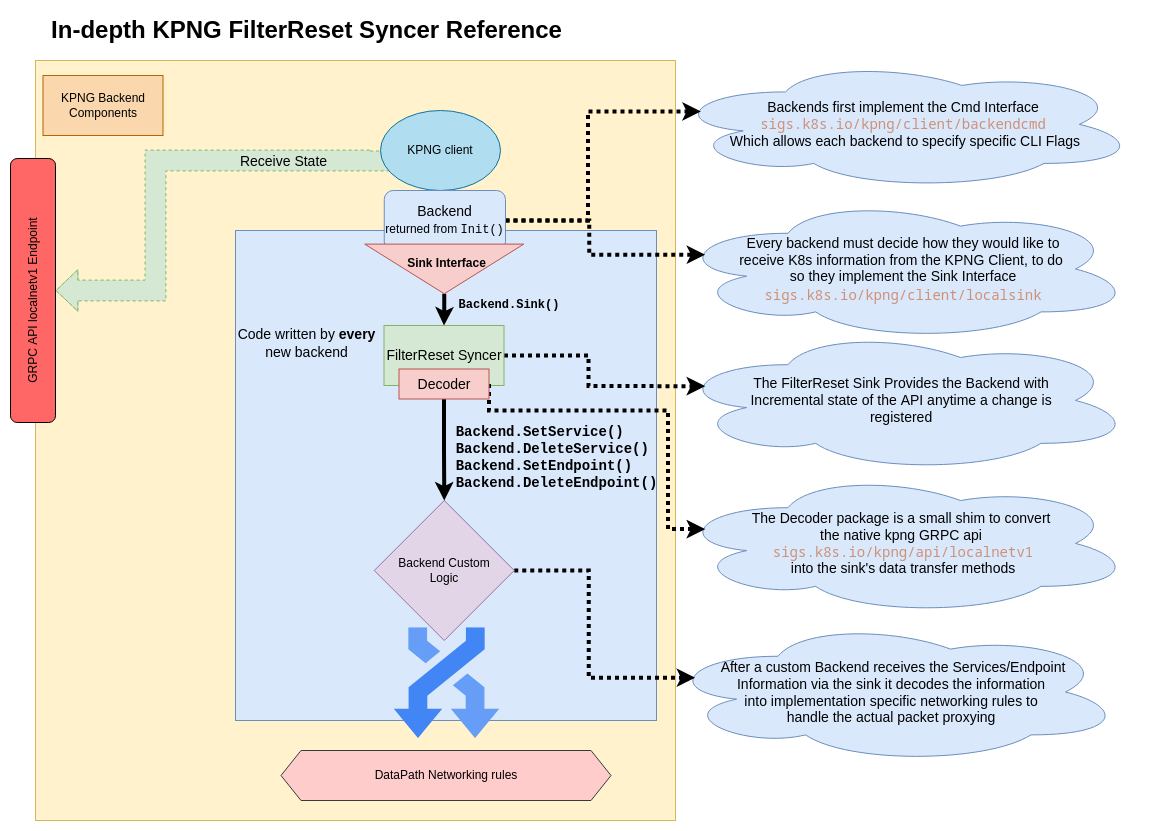 In-depth KPNG FilterReset Syncer Reference
KPNG Backend
Components
GRPC API localnetv1 Endpoint
Receive State
KPNG client
Backend
returned from Init()
Sink Interface
Backend.Sink()
Code written by every
new backend
FilterReset Syncer
Decoder
Backend.SetService()
Backend.DeleteService()
Backend.SetEndpoint()
Backend.DeleteEndpoint()
Backend Custom
Logic
DataPath Networking rules
Backends first implement the Cmd Interface
sigs.k8s.io/kpng/client/backendcmd
Which allows each backend to specify specific CLI Flags
Every backend must decide how they would like to
receive K8s information from the KPNG Client, to do
so they implement the Sink Interface
sigs.k8s.io/kpng/client/localsink
The FilterReset Sink Provides the Backend with
Incremental state of the API anytime a change is
registered
The Decoder package is a small shim to convert
the native kpng GRPC api
sigs.k8s.io/kpng/api/localnetv1
into the sink's data transfer methods
After a custom Backend receives the Services/Endpoint
Information via the sink it decodes the information
into implementation specific networking rules to
handle the actual packet proxying